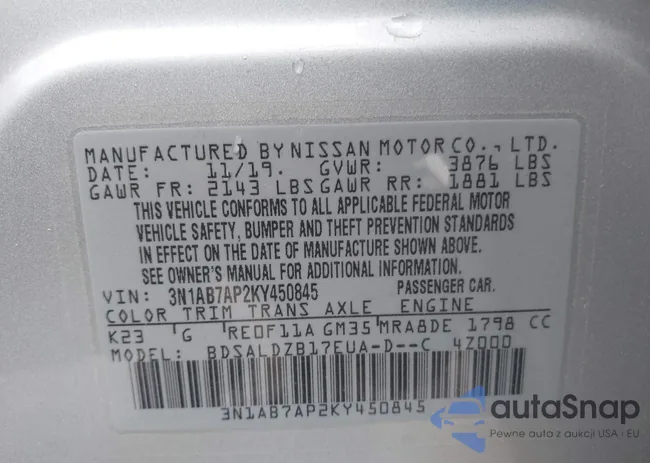 MANUFACTURED BY NISSAN MOTOR CO., LTD.
DATE: 11/19. GVWR: 3876 LBS
GAWR FR: 2143 LBS GAWR RR: 1881 LBS
THIS VEHICLE CONFORMS TO ALL APPLICABLE FEDERAL MOTOR
VEHICLE SAFETY, BUMPER AND THEFT PREVENTION STANDARDS
IN EFFECT ON THE DATE OF MANUFACTURE SHOWN ABOVE.
SEE OWNER'S MANUAL FOR ADDITIONAL INFORMATION.
VIN: 3N1AB7AP2KY450845 PASSENGER CAR.
COLOR TRIM TRANS AXLE ENGINE
K23 G RE0F11A GM35 MRA8DE 1798 CC
MODEL: BDSALDZB17EUA-D--C 4Z000
3N1AB7AP2KY450845
autaSnap
Pewne auta z aukcji USA i EU